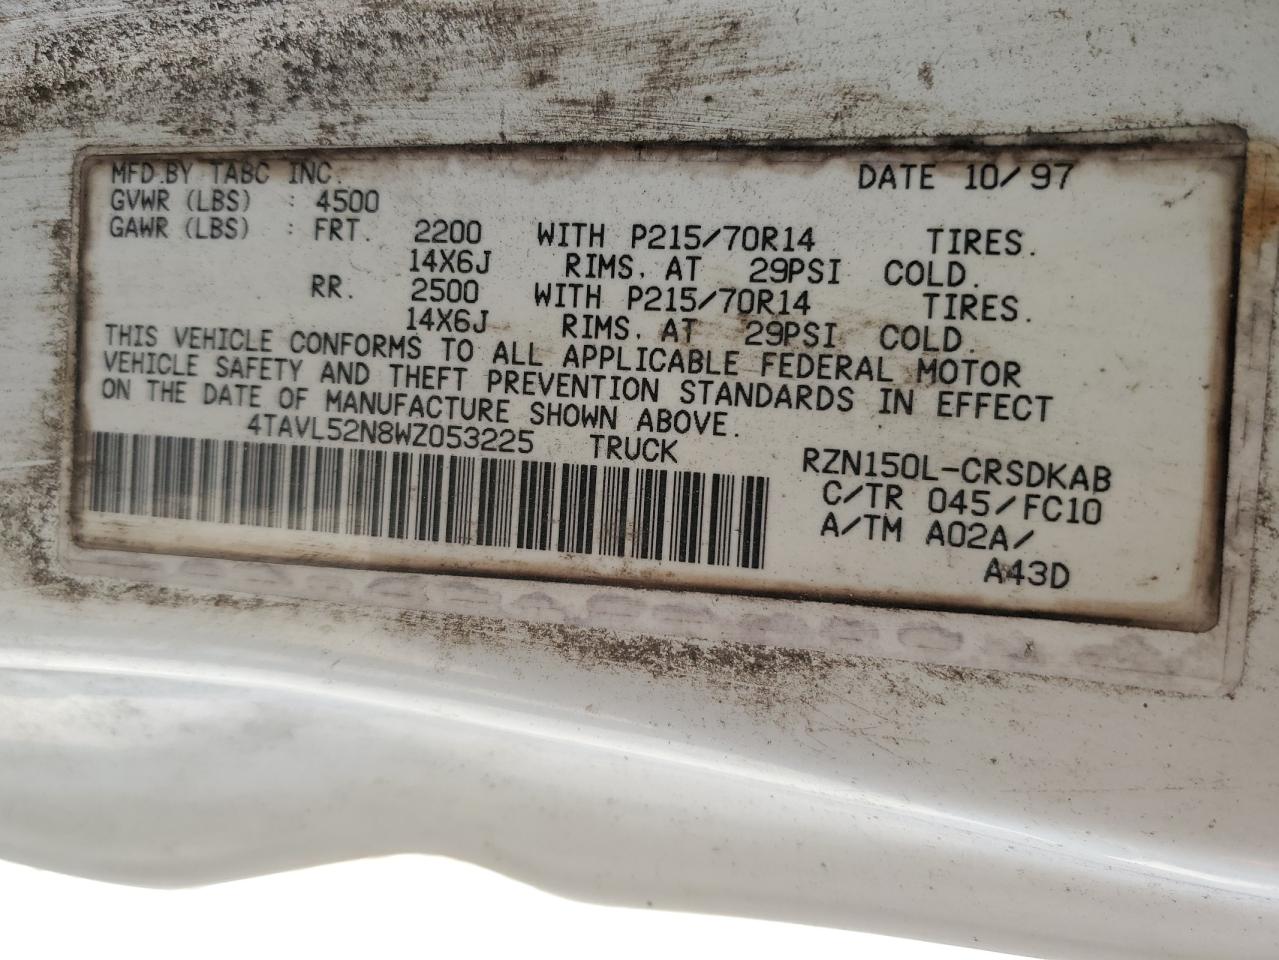 MFD.BY TABC INC. DATE 10/97
GVWR (LBS) : 4500
GAWR (LBS) : FRT. 2200 WITH P215/70R14 TIRES.
14X6J RIMS, AT 29PSI COLD.
RR. 2500 WITH P215/70R14 TIRES.
14X6J RIMS, AT 29PSI COLD.
THIS VEHICLE CONFORMS TO ALL APPLICABLE FEDERAL MOTOR
VEHICLE SAFETY AND THEFT PREVENTION STANDARDS IN EFFECT
ON THE DATE OF MANUFACTURE SHOWN ABOVE.
4TAVL52N8WZ053225 TRUCK
RZN150L-CRSDKAB
C/TR 045/FC10
A/TM A02A/
A43D